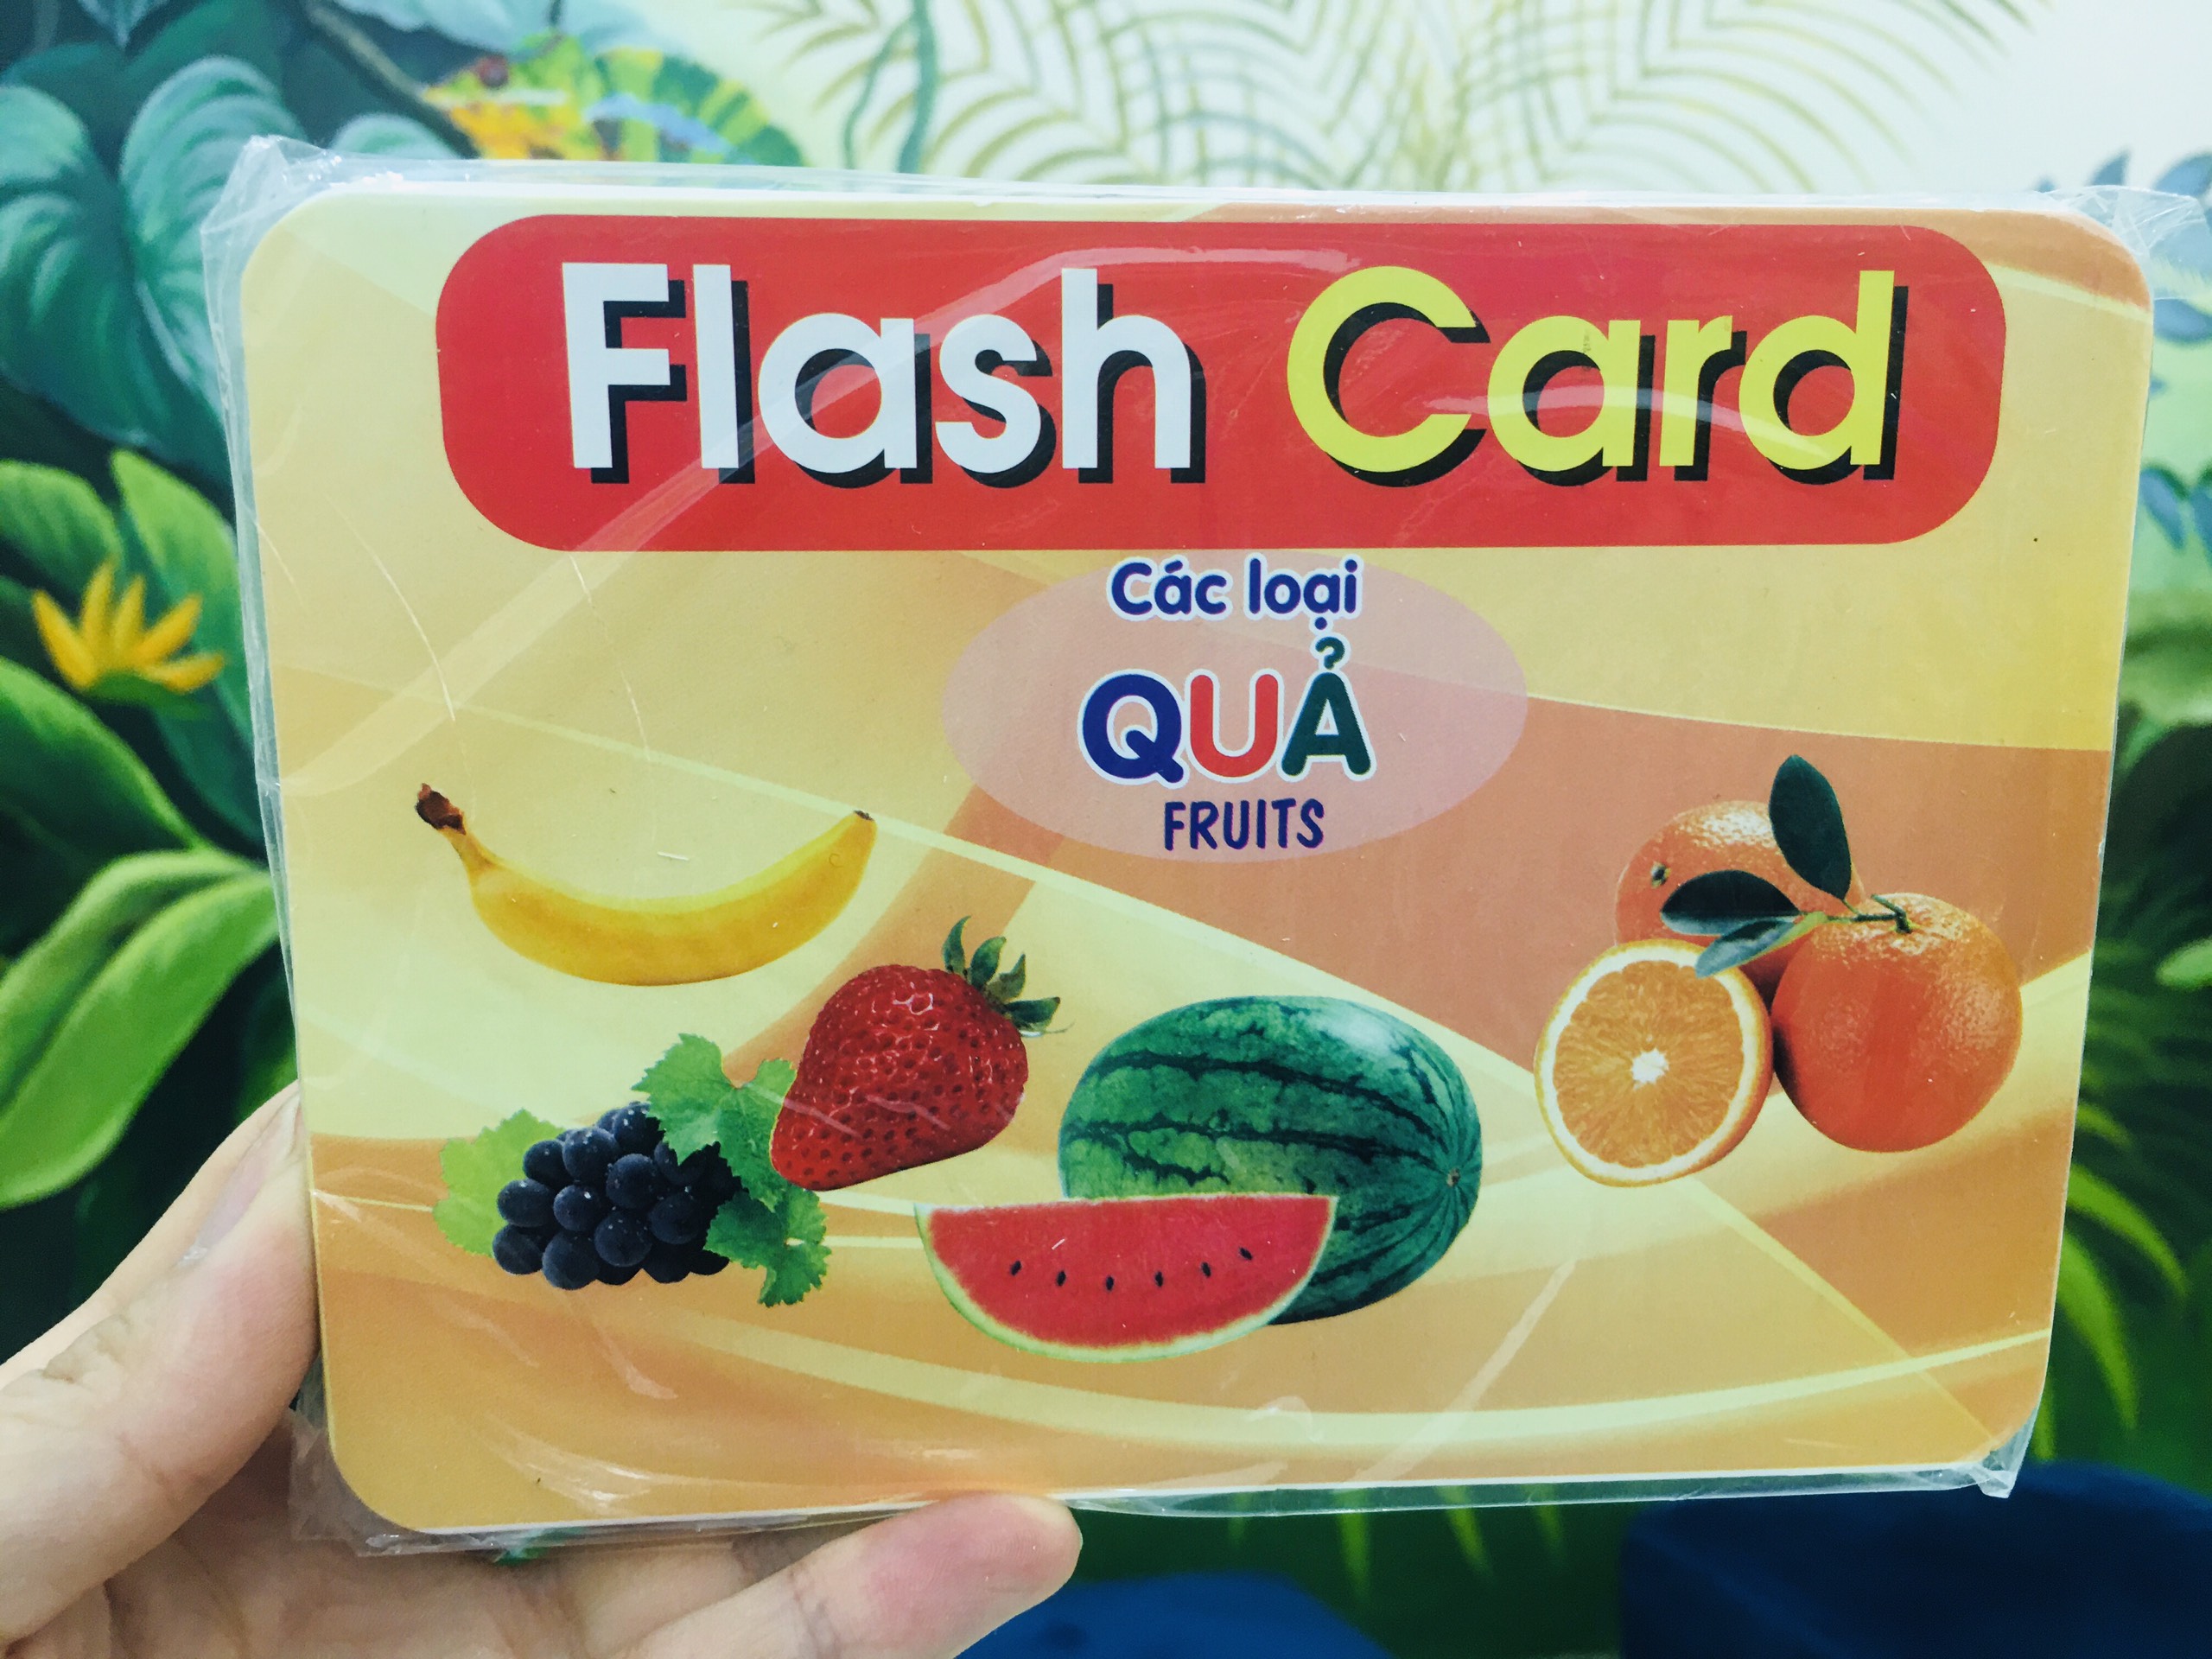 Flash Card
Các loại
QUẢ
FRUITS